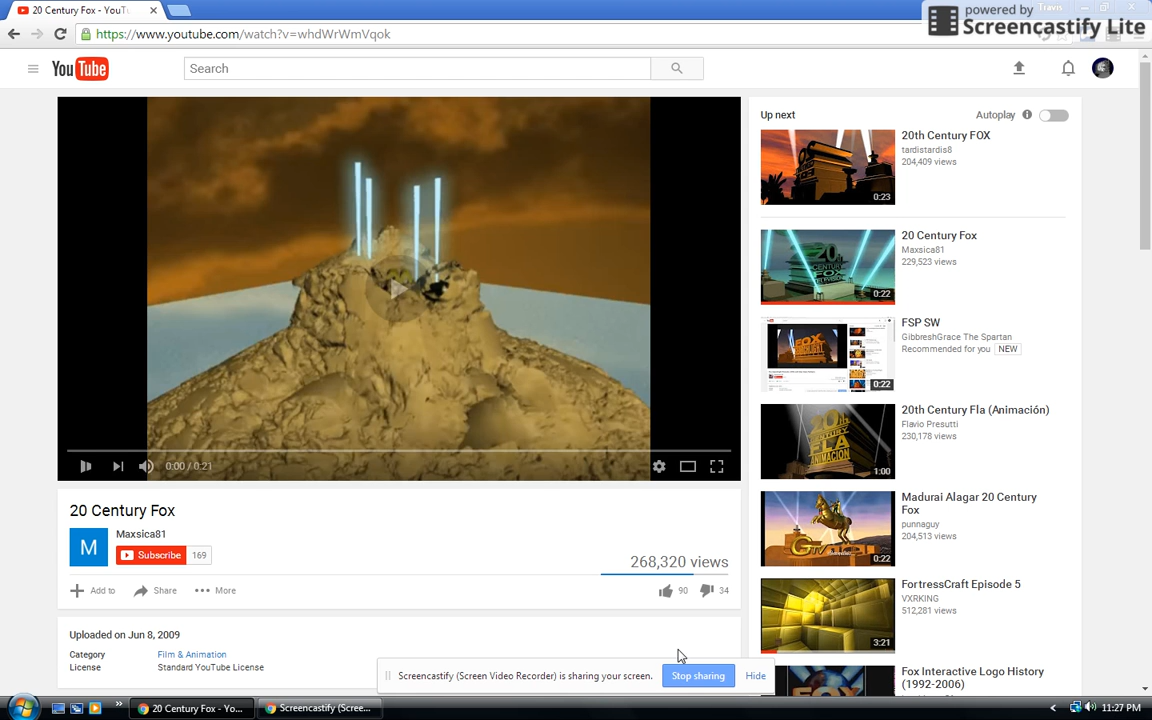 20 Century Fox - YouTu
Travis
powered by
Screencastify Lite
https://www.youtube.com/watch?v=whdWrWmVqok
YouTube
Search
Up next
Autoplay
20th Century FOX
tardistardis8
204,409 views
0:23
20 Century Fox
Maxsica81
229,523 views
0:22
FSP SW
GibbreshGrace The Spartan
Recommended for you NEW
0:22
20th Century Fla (Animación)
Flavio Presutti
230,178 views
1:00
Madurai Alagar 20 Century
Fox
punnaguy
204,513 views
0:22
FortressCraft Episode 5
VXRKING
512,281 views
3:21
Fox Interactive Logo History
(1992-2006)
0:00 / 0:21
20 Century Fox
Maxsica81
M
Subscribe 169
268,320 views
Add to Share More
90 34
Uploaded on Jun 8, 2009
Category Film & Animation
License Standard YouTube License
Screencastify (Screen Video Recorder) is sharing your screen. Stop sharing Hide
20 Century Fox - Yo...
Screencastify (Scree...
11:27 PM